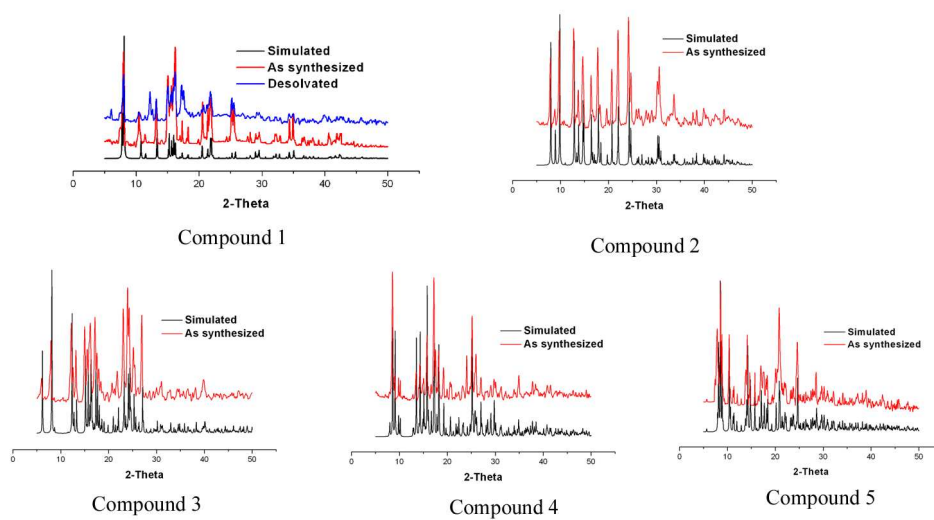 Simulated
As synthesized
Desolvated
0 10 20 30 40 50
2-Theta
Compound 1
Simulated
As synthesized
0 10 20 30 40 50
2-Theta
Compound 2
Simulated
As synthesized
0 10 20 30 40 50
2-Theta
Compound 3
Simulated
As synthesized
0 10 20 30 40 50
2-Theta
Compound 4
Simulated
As synthesized
0 10 20 30 40 50
2-Theta
Compound 5